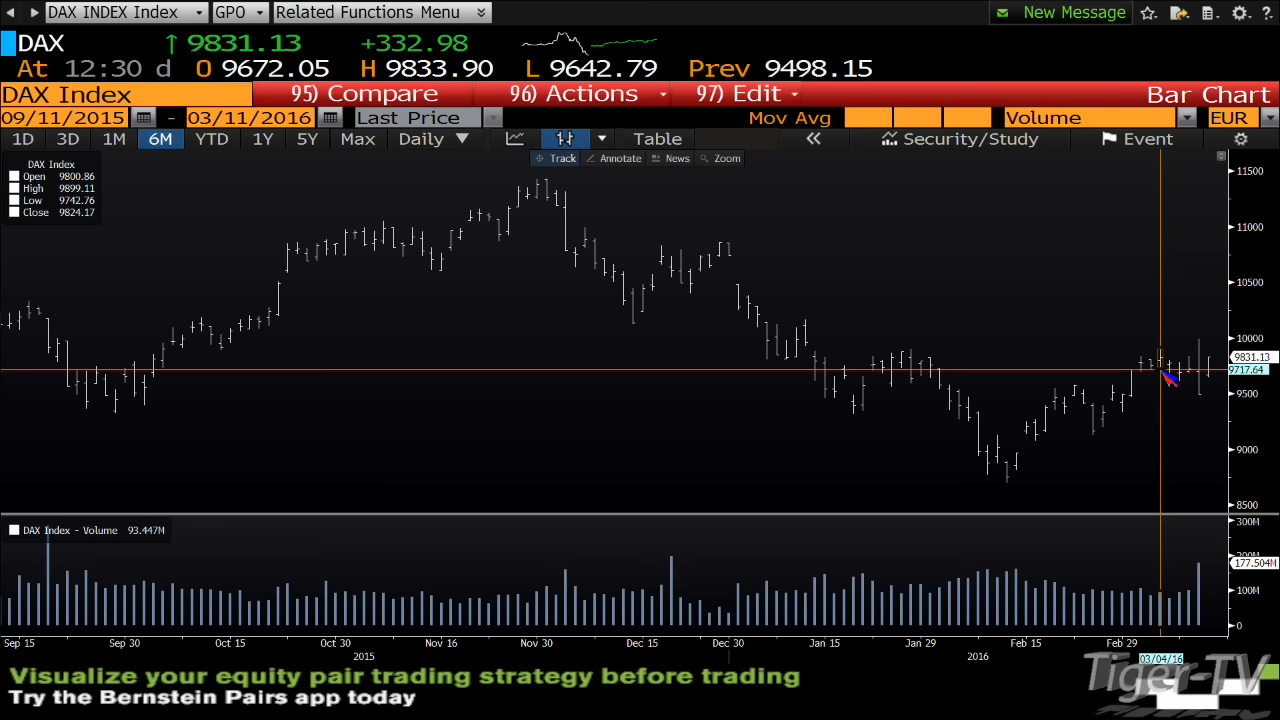 DAX INDEX Index GPO Related Functions Menu New Message
DAX ↑ 9831.13 +332.98
At 12:30 d O 9672.05 H 9833.90 L 9642.79 Prev 9498.15
DAX Index 95) Compare 96) Actions 97) Edit Bar Chart
09/11/2015 - 03/11/2016 Last Price Mov Avg Volume EUR
1D 3D 1M 6M YTD 1Y 5Y Max Daily ▼ Table « Security/Study Event
Track Annotate News Zoom
DAX Index
Open 9800.86
High 9899.11
Low 9742.76
Close 9824.17
11500
11000
10500
10000
9831.13
9717.64
9500
9000
8500
DAX Index - Volume 93.447M
300M
200M
177.504M
100M
0
Sep 15 Sep 30 Oct 15 Oct 30 Nov 16 Nov 30 Dec 15 Dec 30 Jan 15 Jan 29 Feb 15 Feb 29
2015 2016 03/04/16
Visualize your equity pair trading strategy before trading
Try the Bernstein Pairs app today
Tiger-TV